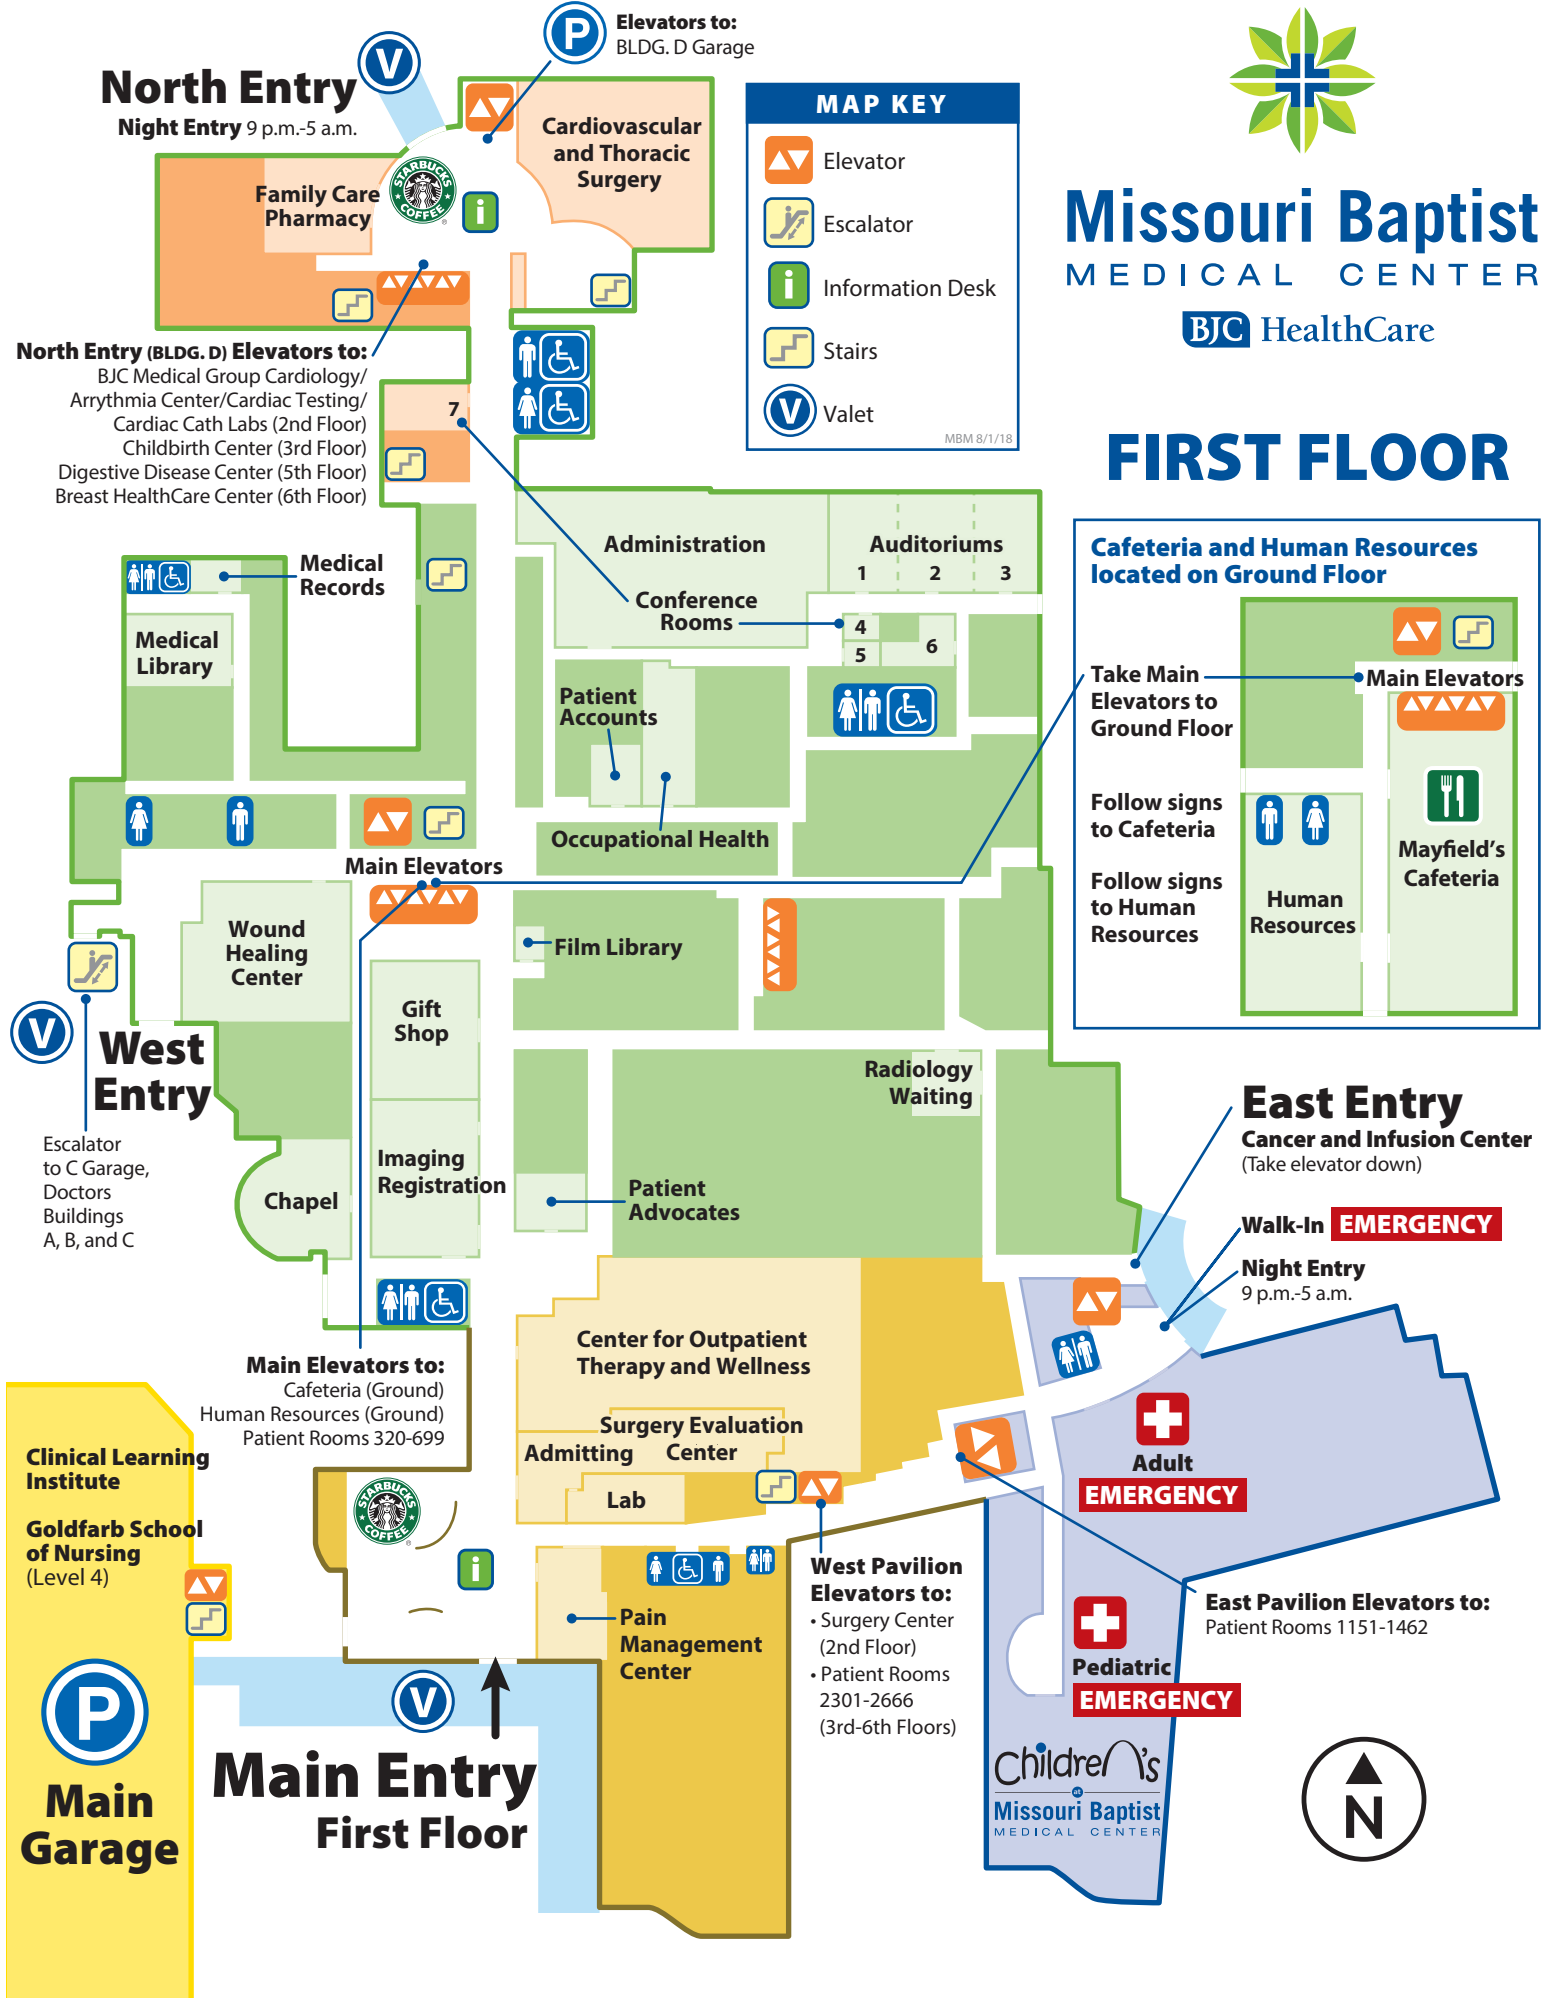 Elevators to:
BLDG. D Garage
P
V
North Entry
Night Entry 9 p.m.-5 a.m.
Cardiovascular
and Thoracic
Surgery
Family Care
Pharmacy
STARBUCKS
COFFEE
i
MAP KEY
Elevator
Escalator
i Information Desk
Stairs
V Valet
MBM 8/1/18
Missouri Baptist
MEDICAL CENTER
BJC HealthCare
FIRST FLOOR
North Entry (BLDG. D) Elevators to:
BJC Medical Group Cardiology/
Arrythmia Center/Cardiac Testing/
Cardiac Cath Labs (2nd Floor)
Childbirth Center (3rd Floor)
Digestive Disease Center (5th Floor)
Breast HealthCare Center (6th Floor)
7
Administration
Auditoriums
1 2 3
Conference
Rooms
4
5
6
Medical
Records
Medical
Library
Patient
Accounts
Occupational Health
Cafeteria and Human Resources
located on Ground Floor
Take Main
Elevators to
Ground Floor
Main Elevators
Follow signs
to Cafeteria
Follow signs
to Human
Resources
Mayfield's
Cafeteria
Human
Resources
Main Elevators
Wound
Healing
Center
Film Library
Gift
Shop
V
West
Entry
Escalator
to C Garage,
Doctors
Buildings
A, B, and C
Radiology
Waiting
Imaging
Registration
Chapel
Patient
Advocates
East Entry
Cancer and Infusion Center
(Take elevator down)
Walk-In EMERGENCY
Night Entry
9 p.m.-5 a.m.
Main Elevators to:
Cafeteria (Ground)
Human Resources (Ground)
Patient Rooms 320-699
Center for Outpatient
Therapy and Wellness
Surgery Evaluation
Center
Admitting
Lab
Adult
EMERGENCY
Clinical Learning
Institute
Goldfarb School
of Nursing
(Level 4)
STARBUCKS
COFFEE
i
Pain
Management
Center
West Pavilion
Elevators to:
• Surgery Center
(2nd Floor)
• Patient Rooms
2301-2666
(3rd-6th Floors)
East Pavilion Elevators to:
Patient Rooms 1151-1462
Pediatric
EMERGENCY
P
Main
Garage
V
Main Entry
First Floor
Children's
at
Missouri Baptist
MEDICAL CENTER
N